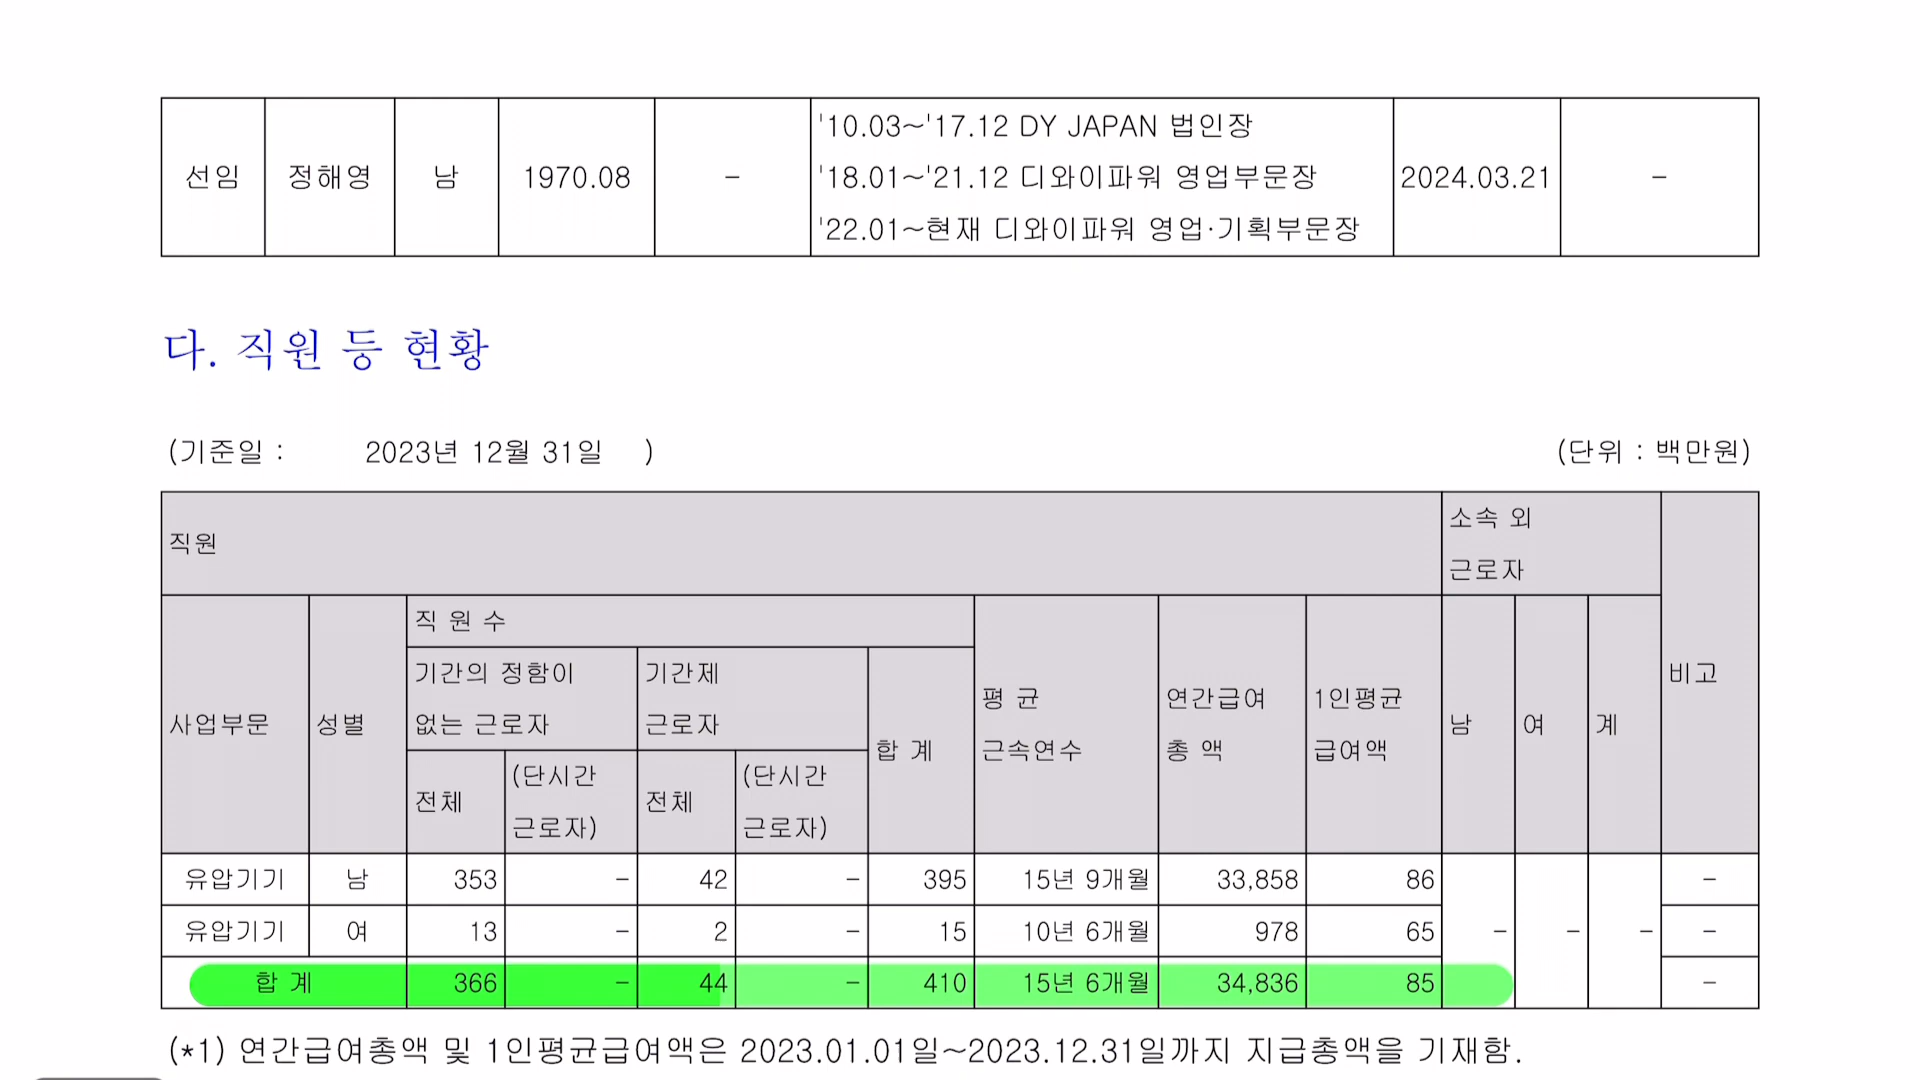 선임 정해영 남 1970.08 – '10.03~'17.12 DY JAPAN 법인장
'18.01~'21.12 디와이파워 영업부문장
'22.01~현재 디와이파워 영업·기획부문장 2024.03.21 –
다. 직원 등 현황
(기준일 : 2023년 12월 31일 ) (단위 : 백만원)
직원 소속 외
근로자 비고
사업부문 성별 직 원 수 평 균
근속연수 연간급여
총 액 1인평균
급여액 남 여 계
기간의 정함이
없는 근로자 기간제
근로자 합 계
전체 (단시간
근로자) 전체 (단시간
근로자)
유압기기 남 353 – 42 – 395 15년 9개월 33,858 86 – – – –
유압기기 여 13 – 2 – 15 10년 6개월 978 65 –
합 계 366 – 44 – 410 15년 6개월 34,836 85 –
(*1) 연간급여총액 및 1인평균급여액은 2023.01.01일~2023.12.31일까지 지급총액을 기재함.